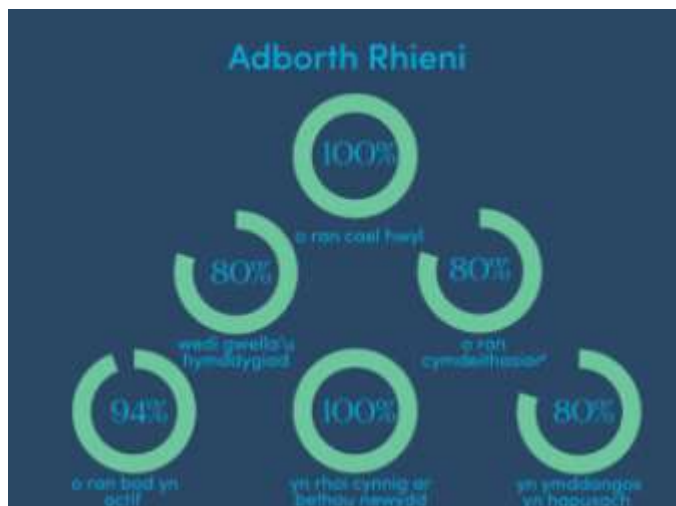 Adborth Rhieni
100%
o ran cael hwyl
80%
80%
wedi gwella'u
hymddygiad
o ran
cymdeithasiar"
94%
100%
80%
o ran bod yn
actif
yn rhoi cynnig ar
bethau newydd
yn ymddangos
yn hapusach